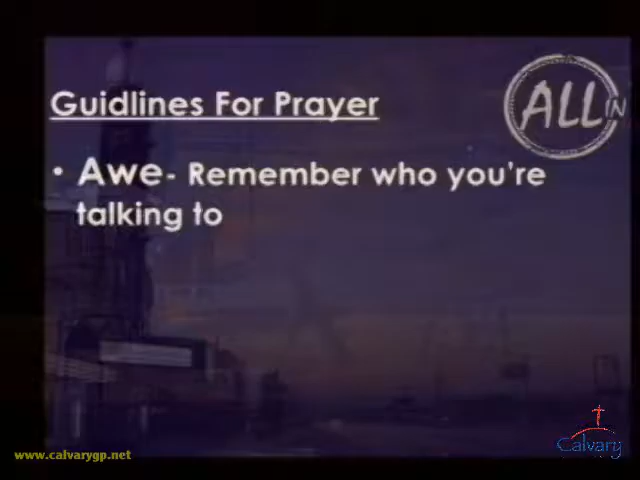 Guidlines For Prayer
ALL IN
• Awe- Remember who you're
talking to
Calvary
www.calvarygp.net